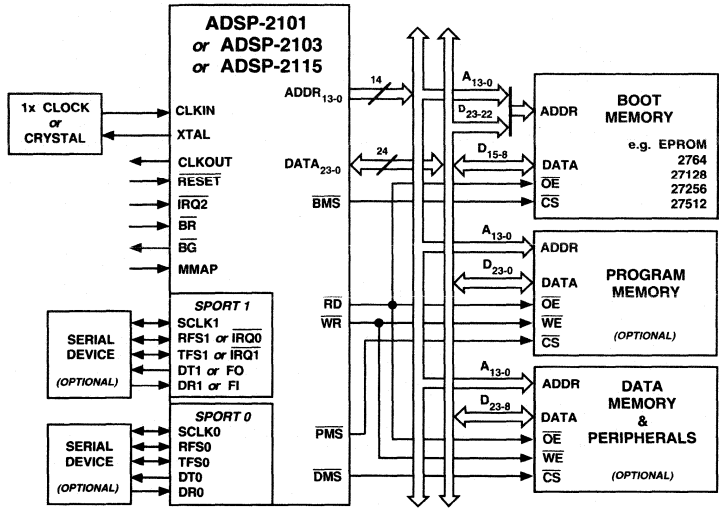 ADSP-2101
or ADSP-2103
or ADSP-2115
1x CLOCK
or
CRYSTAL
CLKIN
XTAL
CLKOUT
RESET
IRQ2
BR
BG
MMAP
ADDR13-0
14
DATA23-0
24
BMS
RD
WR
PMS
DMS
SPORT 1
SCLK1
RFS1 or IRQ0
TFS1 or IRQ1
DT1 or FO
DR1 or FI
SERIAL
DEVICE
(OPTIONAL)
SPORT 0
SCLK0
RFS0
TFS0
DT0
DR0
SERIAL
DEVICE
(OPTIONAL)
A13-0
D23-22
D15-8
ADDR
DATA
OE
CS
BOOT
MEMORY
e.g. EPROM
2764
27128
27256
27512
A13-0
D23-0
ADDR
DATA
OE
WE
CS
PROGRAM
MEMORY
(OPTIONAL)
A13-0
D23-8
ADDR
DATA
OE
WE
CS
DATA
MEMORY
&
PERIPHERALS
(OPTIONAL)